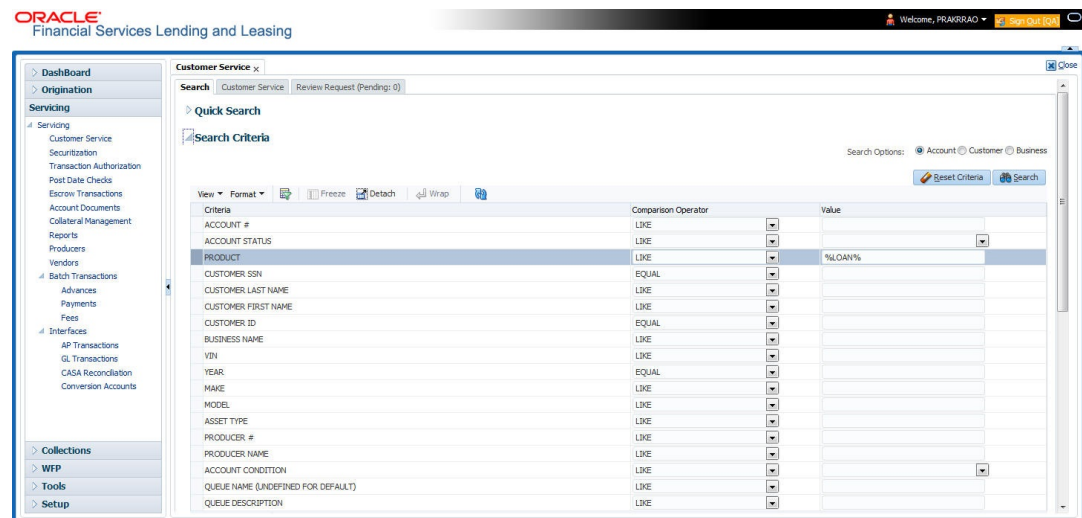 ORACLE
Financial Services Lending and Leasing
Welcome, PRAKRRAO
Sign Out [QA]
Close
DashBoard
Origination
Servicing
Servicing
Customer Service
Securitization
Transaction Authorization
Post Date Checks
Escrow Transactions
Account Documents
Collateral Management
Reports
Producers
Vendors
Batch Transactions
Advances
Payments
Fees
Interfaces
AP Transactions
GL Transactions
CASA Reconciliation
Conversion Accounts
Collections
WFP
Tools
Setup
Customer Service x
Search Customer Service Review Request (Pending: 0)
Quick Search
Search Criteria
Search Options: Account Customer Business
Reset Criteria Search
View Format Freeze Detach Wrap
Criteria Comparison Operator Value
ACCOUNT # LIKE
ACCOUNT STATUS LIKE
PRODUCT LIKE %LOAN%
CUSTOMER SSN EQUAL
CUSTOMER LAST NAME LIKE
CUSTOMER FIRST NAME LIKE
CUSTOMER ID EQUAL
BUSINESS NAME LIKE
VIN LIKE
YEAR EQUAL
MAKE LIKE
MODEL LIKE
ASSET TYPE LIKE
PRODUCER # LIKE
PRODUCER NAME LIKE
ACCOUNT CONDITION LIKE
QUEUE NAME (UNDEFINED FOR DEFAULT) LIKE
QUEUE DESCRIPTION LIKE